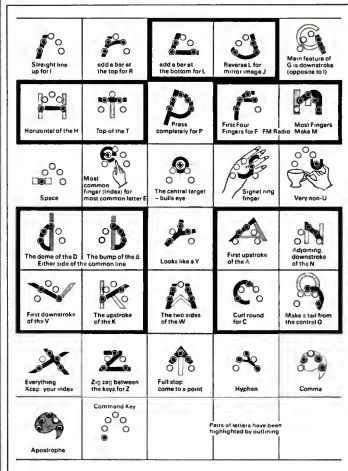 Straight line
up for I
add a bar at
the top for R
add a bar at
the bottom for L
Reverse L for
mirror image J
Main feature of
G is downstroke
(opposite to I)
Horizontal of the H
Top of the T
Press
completely for P
First Four
Fingers for F FM Radio
Most Fingers
Make M
Space
Most
common
finger (Index) for
most common letter E
The central target
– bulls eye
Signet ring
finger
Very non-U
The dome of the D The bump of the B
Either side of the common line
Looks like a Y
First upstroke
of the A
Adjoining
downstroke
of the N
First downstroke
of the V
The upstroke
of the K
The two sides
of the W
Curl round
for C
Make a tail from
the central O
Everything
Xcep your index
Zig zag between
the keys for Z
Full stop
come to a point
Hyphen
Comma
Apostrophe
Command Key
Pairs of letters have been
highlighted by outlining